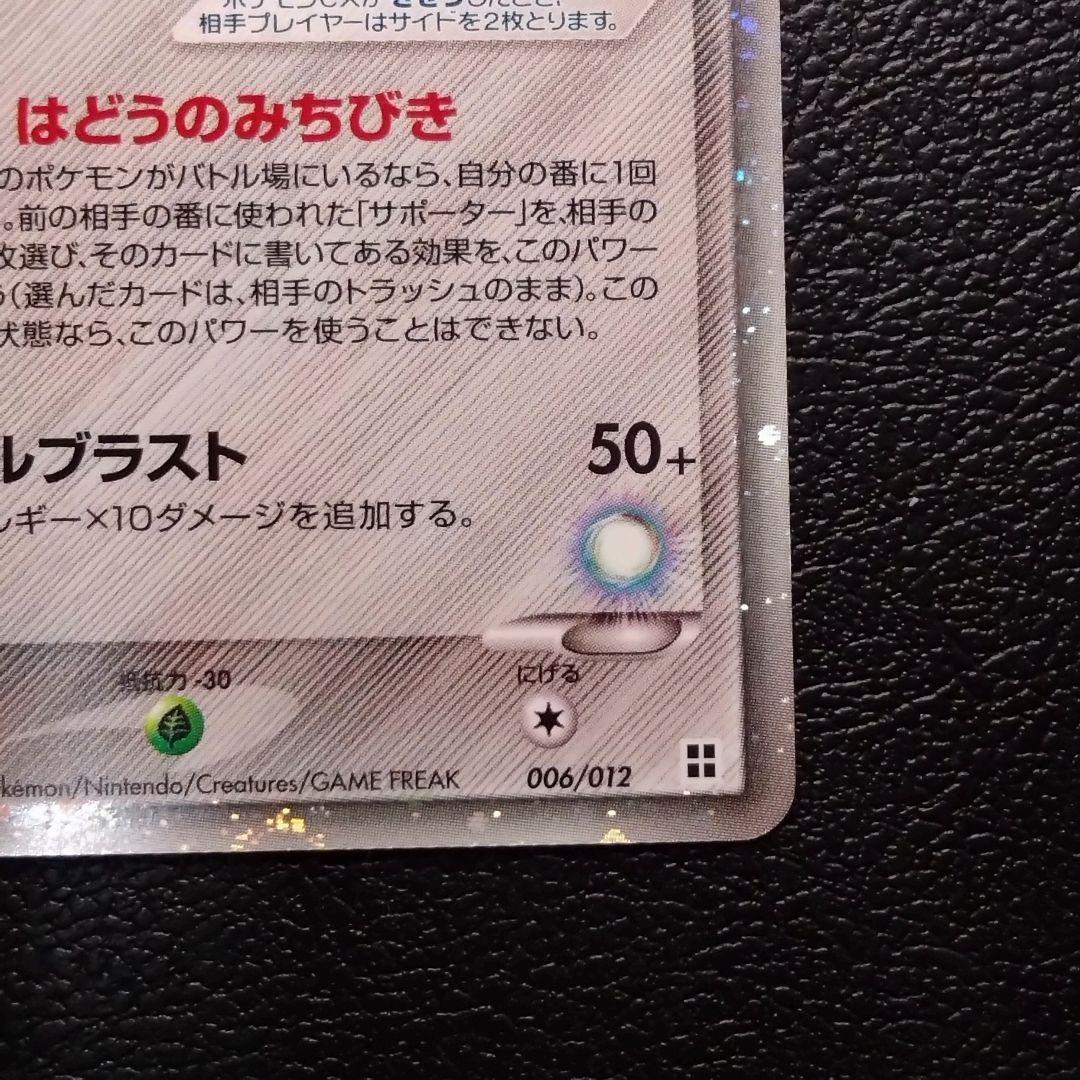 相手プレイヤーはサイドを2枚とります。
はどうのみちびき
のポケモンがバトル場にいるなら、自分の番に1回
。前の相手の番に使われた「サポーター」を、相手の
枚選び、そのカードに書いてある効果を、このパワー
(選んだカードは、相手のトラッシュのまま)。この
状態なら、このパワーを使うことはできない。
ルブラスト 50+
ルギー×10ダメージを追加する。
抵抗力 -30 にげる
kémon/Nintendo/Creatures/GAME FREAK 006/012